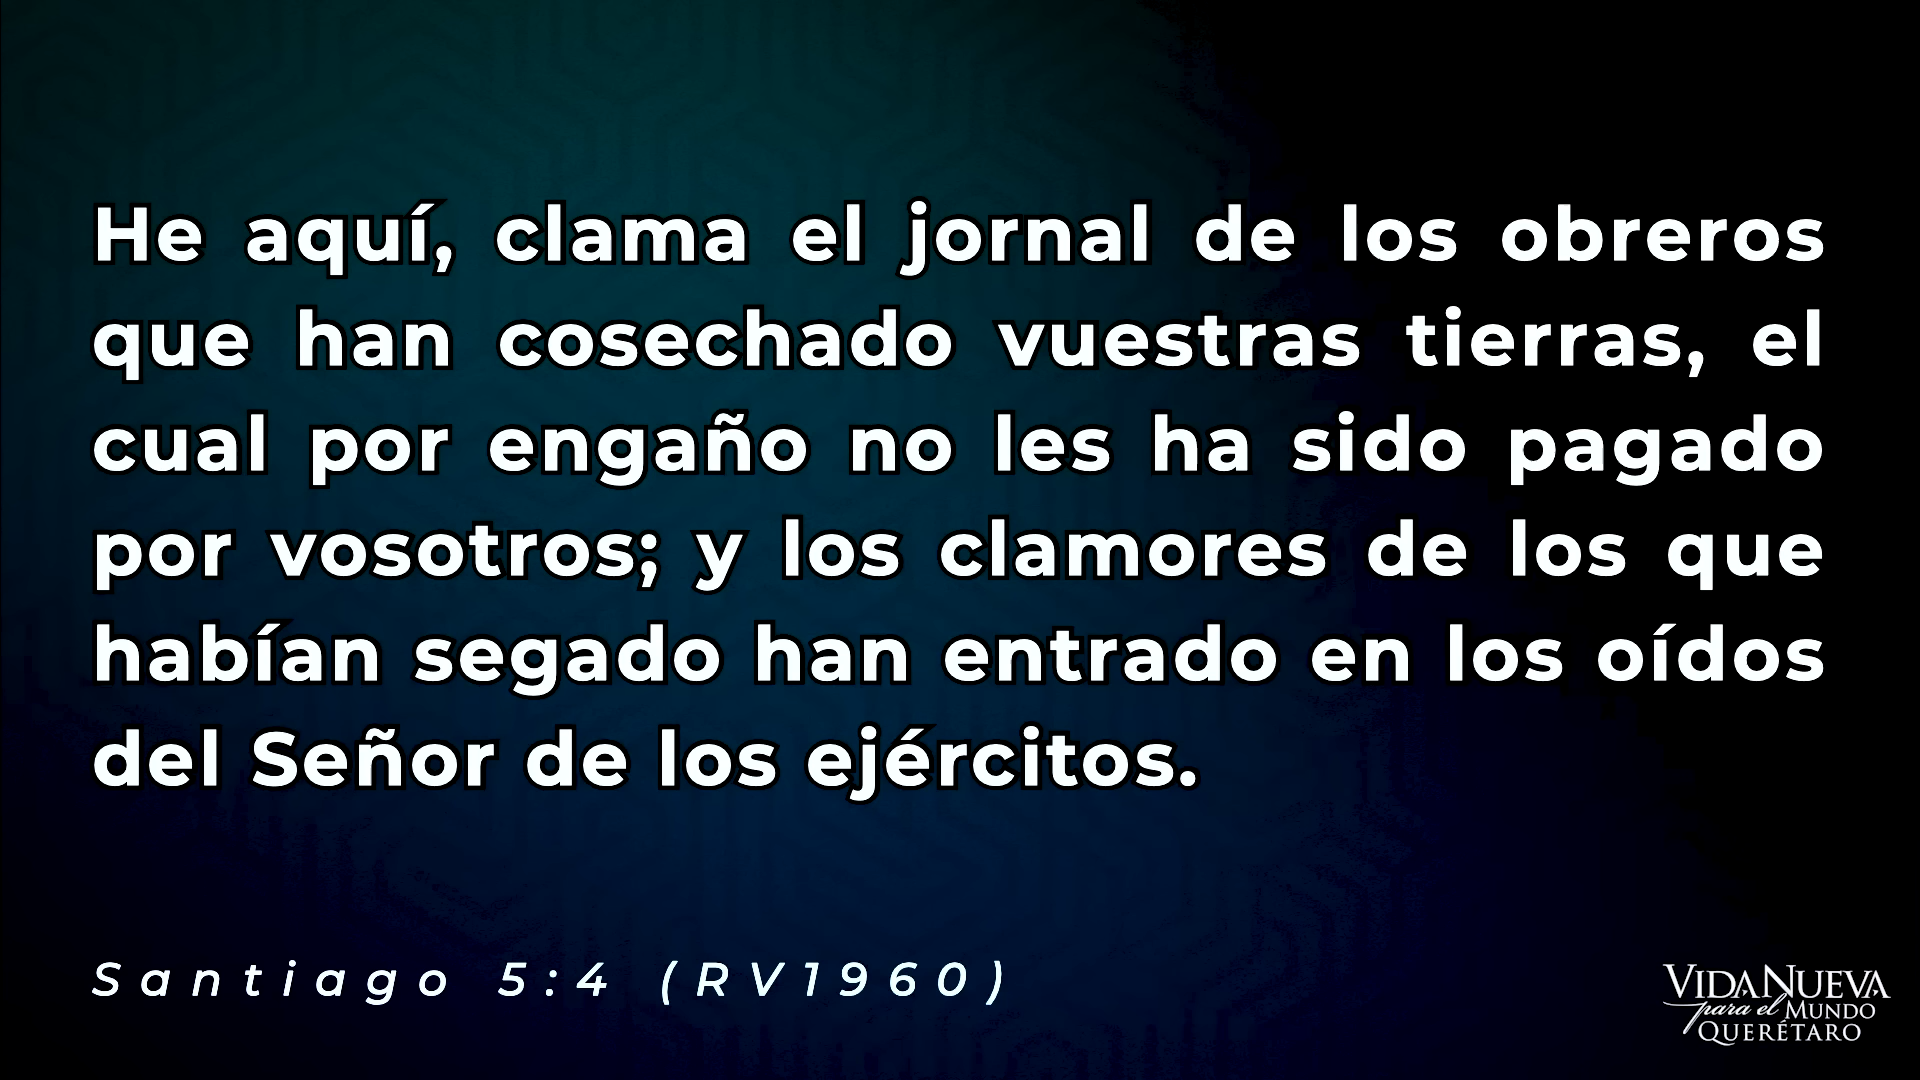 He aquí, clama el jornal de los obreros
que han cosechado vuestras tierras, el
cual por engaño no les ha sido pagado
por vosotros; y los clamores de los que
habían segado han entrado en los oídos
del Señor de los ejércitos.
Santiago 5:4 (RV1960)
VIDA NUEVA
para el MUNDO
QUERÉTARO